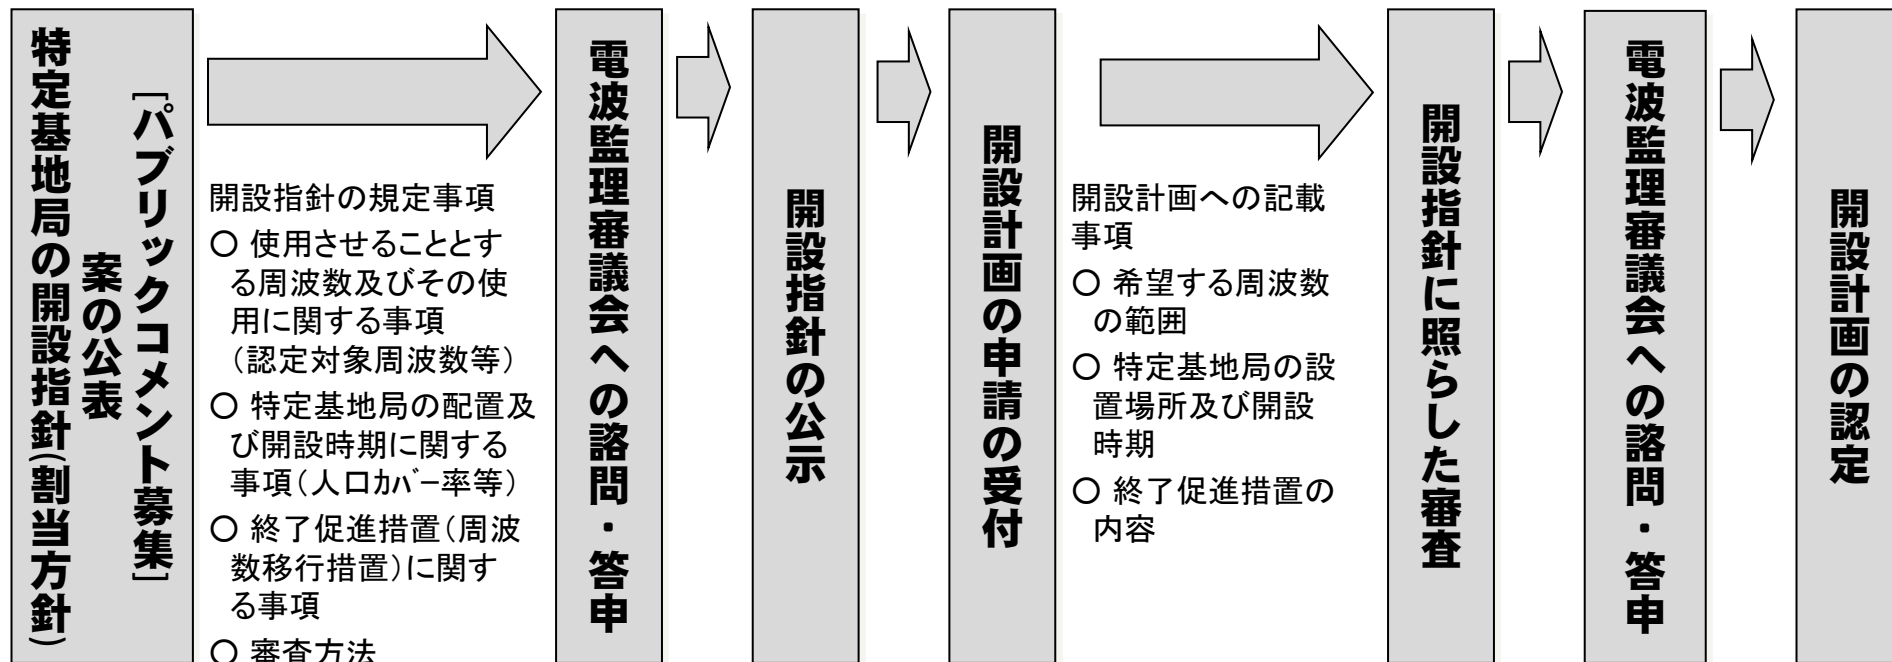 特定基地局の開設指針(割当方針)
案の公表
[パブリックコメント募集]
開設指針の規定事項
〇 使用させることとす
る周波数及びその使
用に関する事項
(認定対象周波数等)
〇 特定基地局の配置及
び開設時期に関する
事項(人口ｶﾊﾞｰ率等)
〇 終了促進措置(周波
数移行措置)に関す
る事項
〇 審査方法
電波監理審議会への諮問・答申
開設指針の公示
開設計画の申請の受付
開設計画への記載
事項
〇 希望する周波数
の範囲
〇 特定基地局の設
置場所及び開設
時期
〇 終了促進措置の
内容
開設指針に照らした審査
電波監理審議会への諮問・答申
開設計画の認定